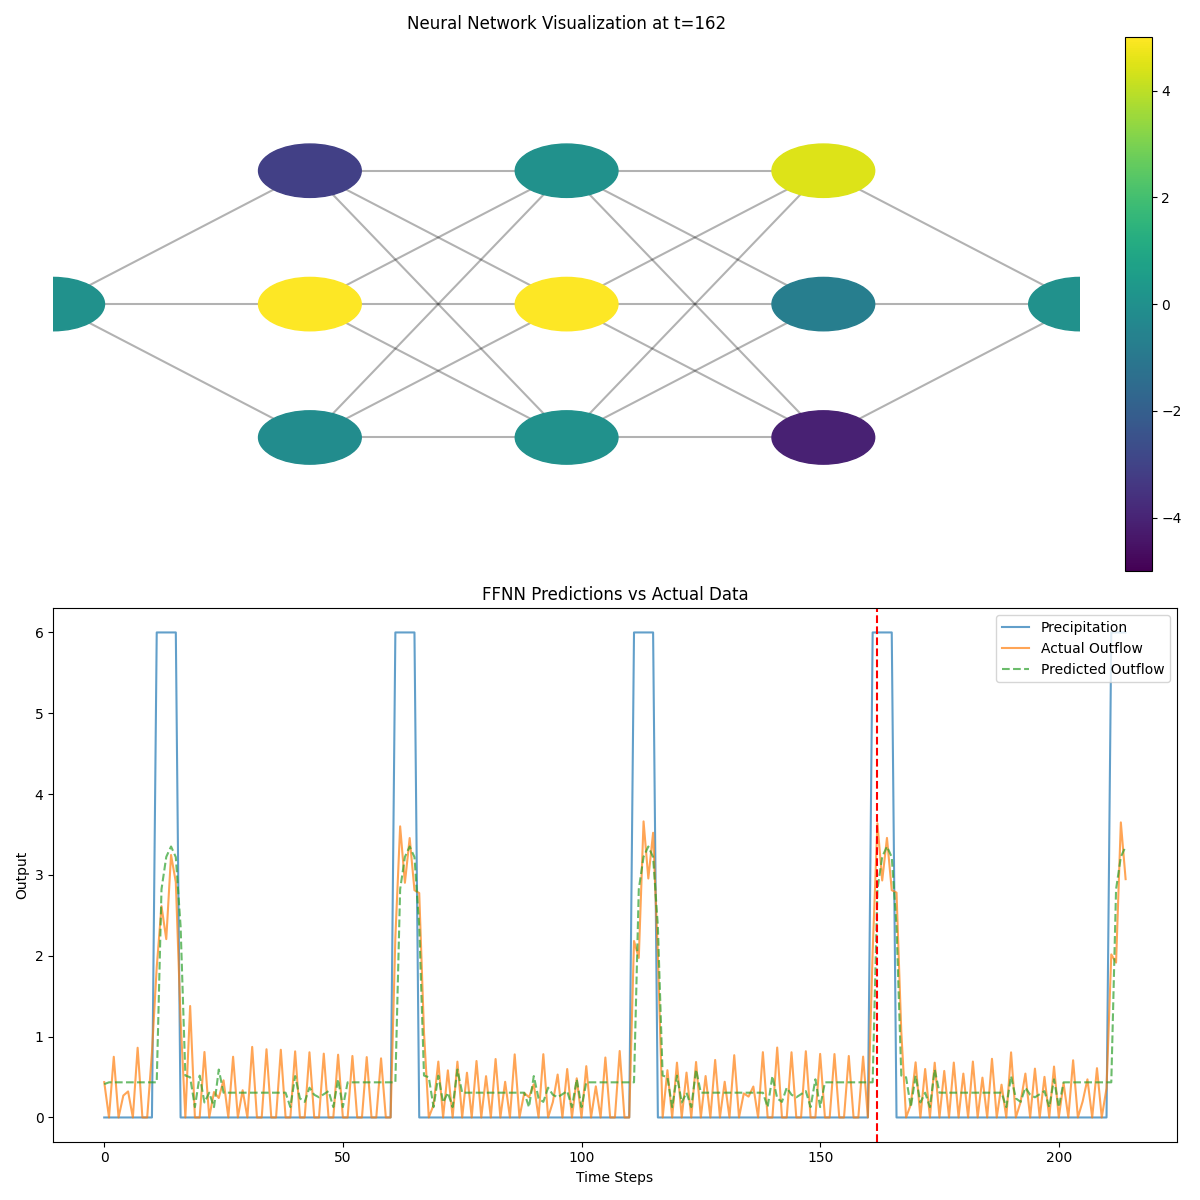 Neural Network Visualization at t=162
4
2
0
−2
−4
FFNN Predictions vs Actual Data
Precipitation
Actual Outflow
Predicted Outflow
6
5
4
3
2
1
0
Output
0 50 100 150 200
Time Steps